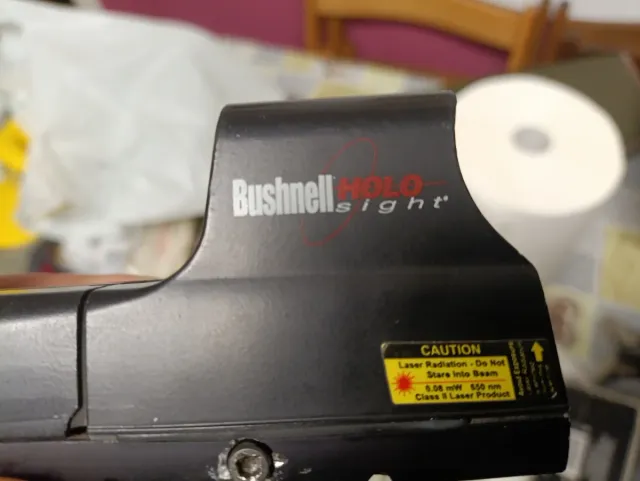 Bushnell HOLO
sight
CAUTION
Laser Radiation - Do Not
Stare Into Beam
0.08 mW 650 nm
Class II Laser Product